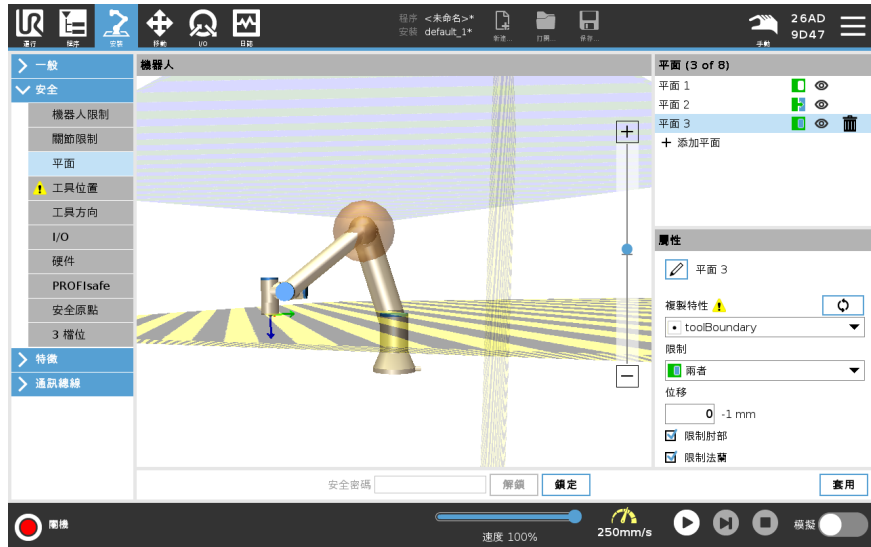 程序 <未命名>*
安裝 default_1*
運行
程序
安裝
移動
I/O
日誌
新建...
打開...
保存...
手動
26AD
9D47
一般
安全
機器人限制
關節限制
平面
工具位置
工具方向
I/O
硬件
PROFIsafe
安全原點
3 檔位
特徵
通訊總線
機器人
平面 (3 of 8)
平面 1
平面 2
平面 3
添加平面
屬性
平面 3
複製特性
toolBoundary
限制
兩者
位移
0 -1 mm
限制肘部
限制法蘭
安全密碼
解鎖
鎖定
套用
關機
速度 100%
250mm/s
模擬